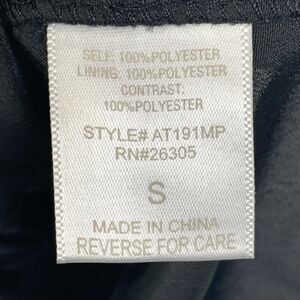 SELF: 100%POLYESTER
LINING: 100%POLYESTER
CONTRAST:
100%POLYESTER
STYLE# AT191MP
RN#26305
S
MADE IN CHINA
REVERSE FOR CARE